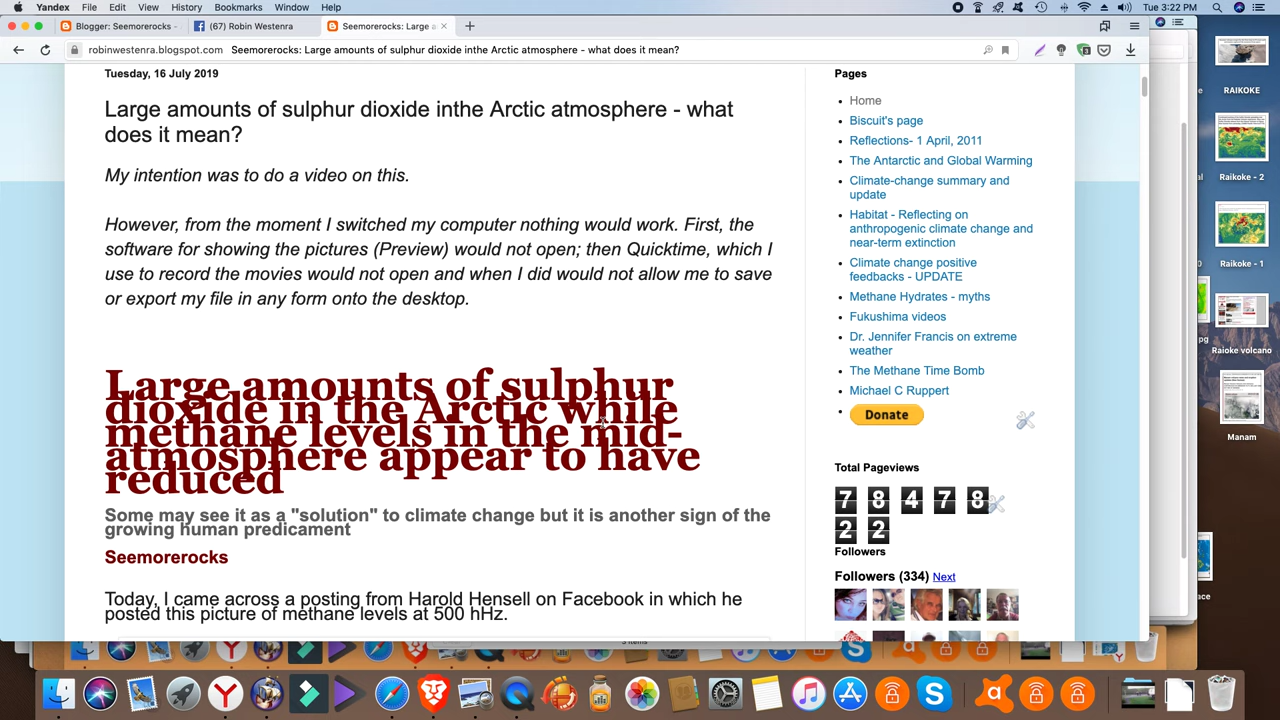 Yandex File Edit View History Bookmarks Window Help
Tue 3:22 PM
Blogger: Seemorerocks -
(67) Robin Westenra
Seemorerocks: Large a
robinwestenra.blogspot.com Seemorerocks: Large amounts of sulphur dioxide inthe Arctic atmosphere - what does it mean?
Tuesday, 16 July 2019
Large amounts of sulphur dioxide inthe Arctic atmosphere - what
does it mean?
My intention was to do a video on this.
However, from the moment I switched my computer nothing would work. First, the
software for showing the pictures (Preview) would not open; then Quicktime, which I
use to record the movies would not open and when I did would not allow me to save
or export my file in any form onto the desktop.
Large amounts of sulphur
dioxide in the Arctic while
methane levels in the mid-
atmosphere appear to have
reduced
Some may see it as a "solution" to climate change but it is another sign of the
growing human predicament
Seemorerocks
Today, I came across a posting from Harold Hensell on Facebook in which he
posted this picture of methane levels at 500 hHz.
Pages
Home
Biscuit's page
Reflections- 1 April, 2011
The Antarctic and Global Warming
Climate-change summary and
update
Habitat - Reflecting on
anthropogenic climate change and
near-term extinction
Climate change positive
feedbacks - UPDATE
Methane Hydrates - myths
Fukushima videos
Dr. Jennifer Francis on extreme
weather
The Methane Time Bomb
Michael C Ruppert
Donate
Total Pageviews
7 8 4 7 8
2 2
Followers
Followers (334) Next
RAIKOKE
Raikoke - 2
Raikoke - 1
Raioke volcano
Manam